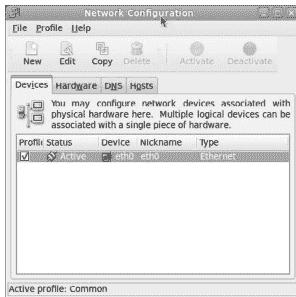 Network Configuration
File Profile Help
New Edit Copy Delete Activate Deactivate
Devices Hardware DNS Hosts
You may configure network devices associated with
physical hardware here. Multiple logical devices can be
associated with a single piece of hardware.
Profile Status Device Nickname Type
Active eth0 eth0 Ethernet
Active profile: Common